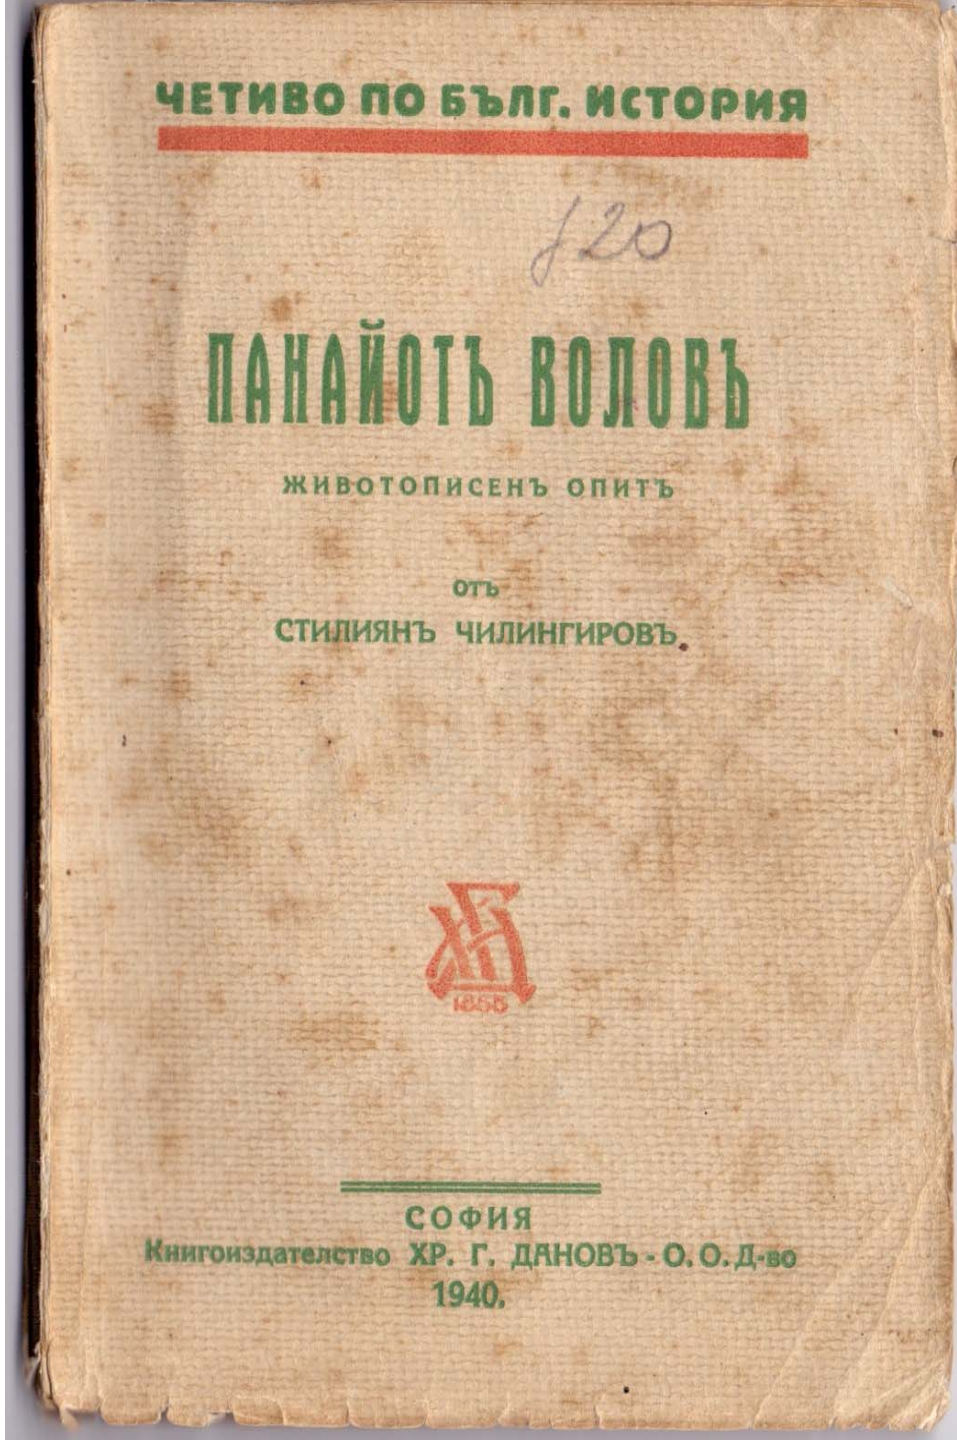 ЧЕТИВО ПО БЪЛГ. ИСТОРИЯ
120
ПАНАЙОТЪ ВОЛОВЪ
ЖИВОТОПИСЕНЪ ОПИТЪ
отъ
СТИЛИЯНЪ ЧИЛИНГИРОВЪ
ХГД
1855
СОФИЯ
Книгоиздателство ХР. Г. ДАНОВЪ - О. О. Д-во
1940.